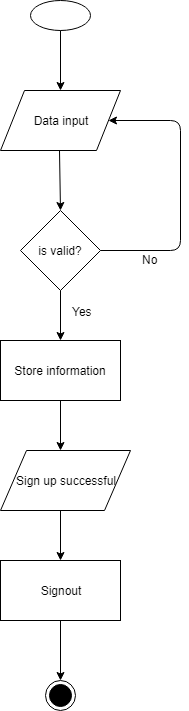 Data input
is valid?
No
Yes
Store information
Sign up successful
Signout